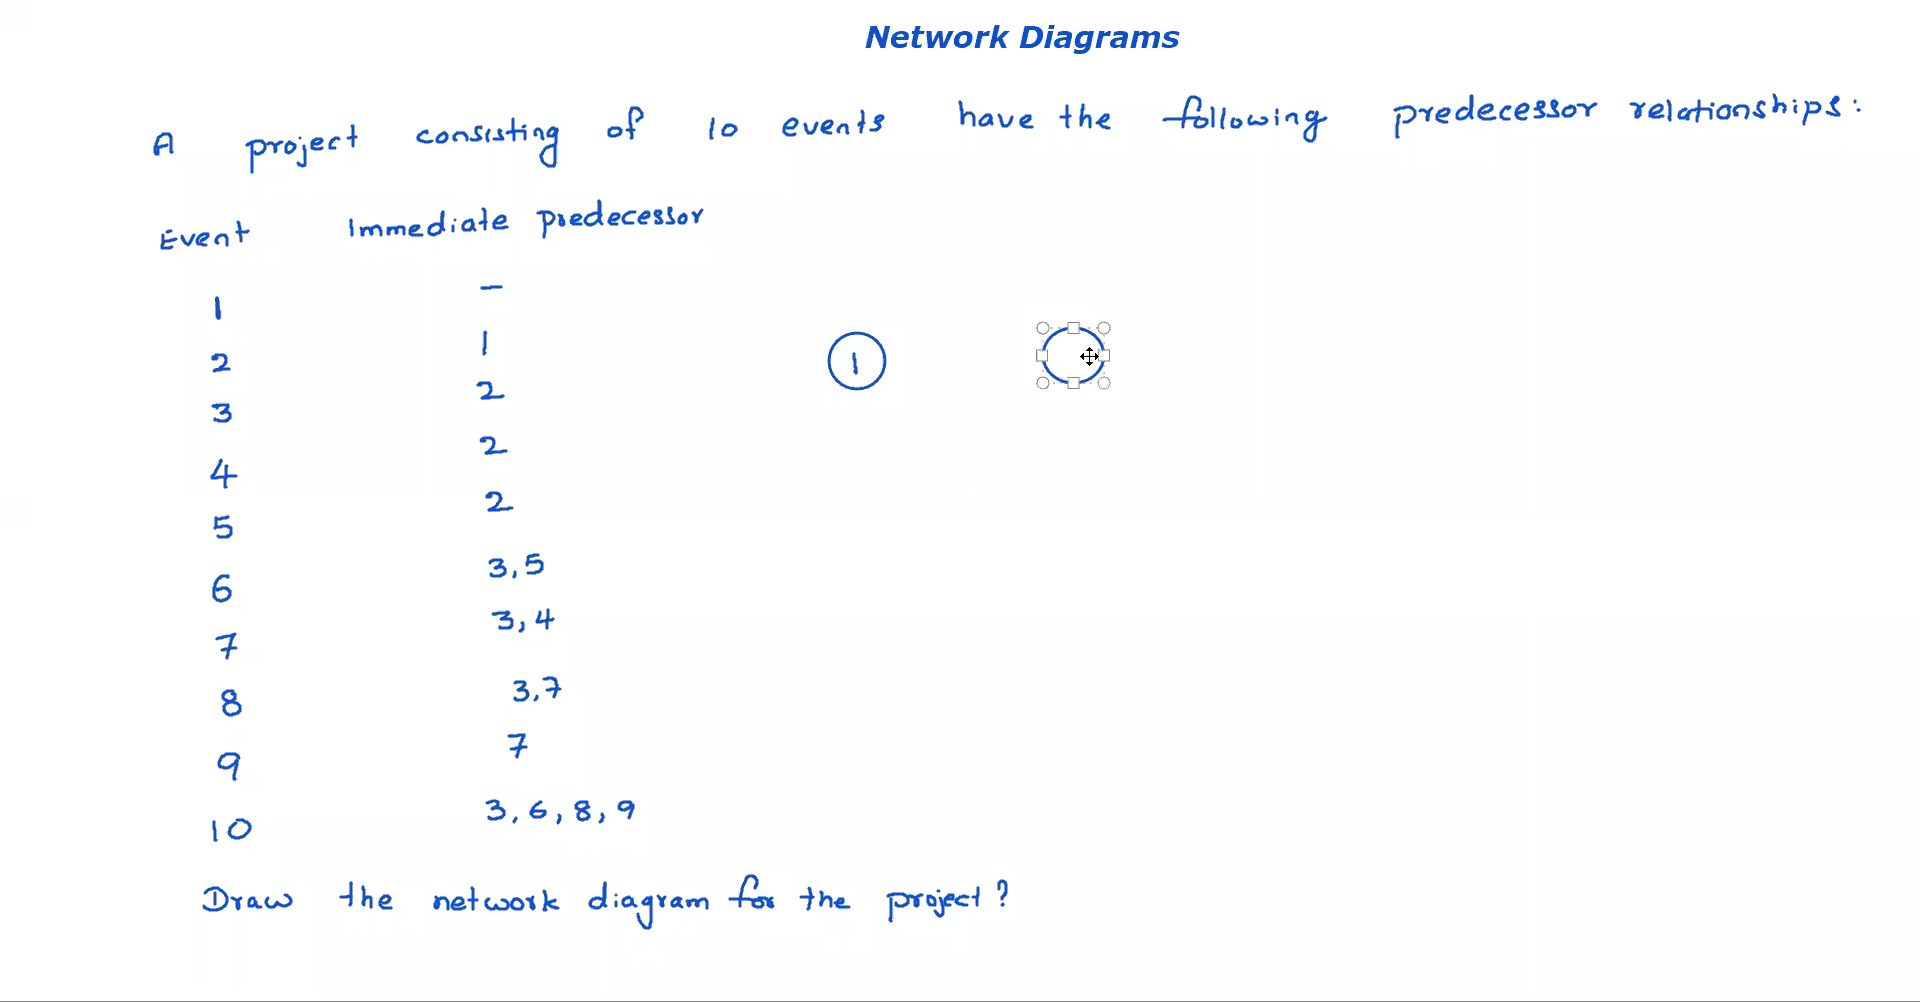 Network Diagrams
A project consisting of 10 events have the following predecessor relationships:
Event Immediate predecessor
1 –
2 1
3 2
4 2
5 2
6 3,5
7 3,4
8 3,7
9 7
10 3,6,8,9
1
Draw the network diagram for the project?